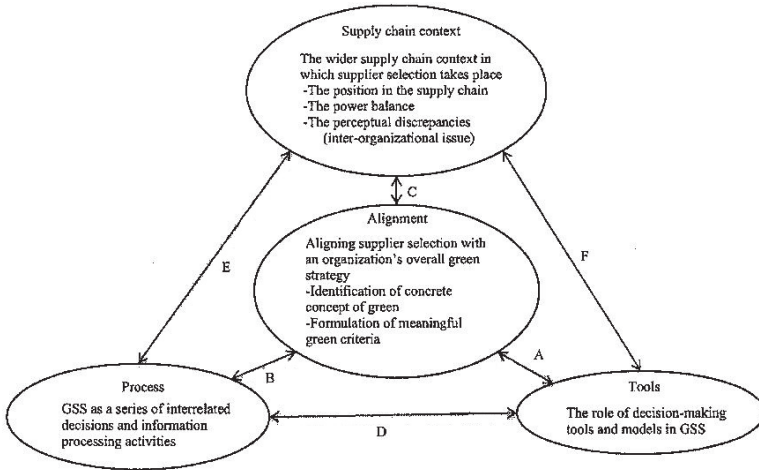 Supply chain context
The wider supply chain context in
which supplier selection takes place
-The position in the supply chain
-The power balance
-The perceptual discrepancies
(inter-organizational issue)
C
Alignment
Aligning supplier selection with
an organization's overall green
strategy
-Identification of concrete
concept of green
-Formulation of meaningful
green criteria
E
F
B
A
Process
GSS as a series of interrelated
decisions and information
processing activities
D
Tools
The role of decision-making
tools and models in GSS